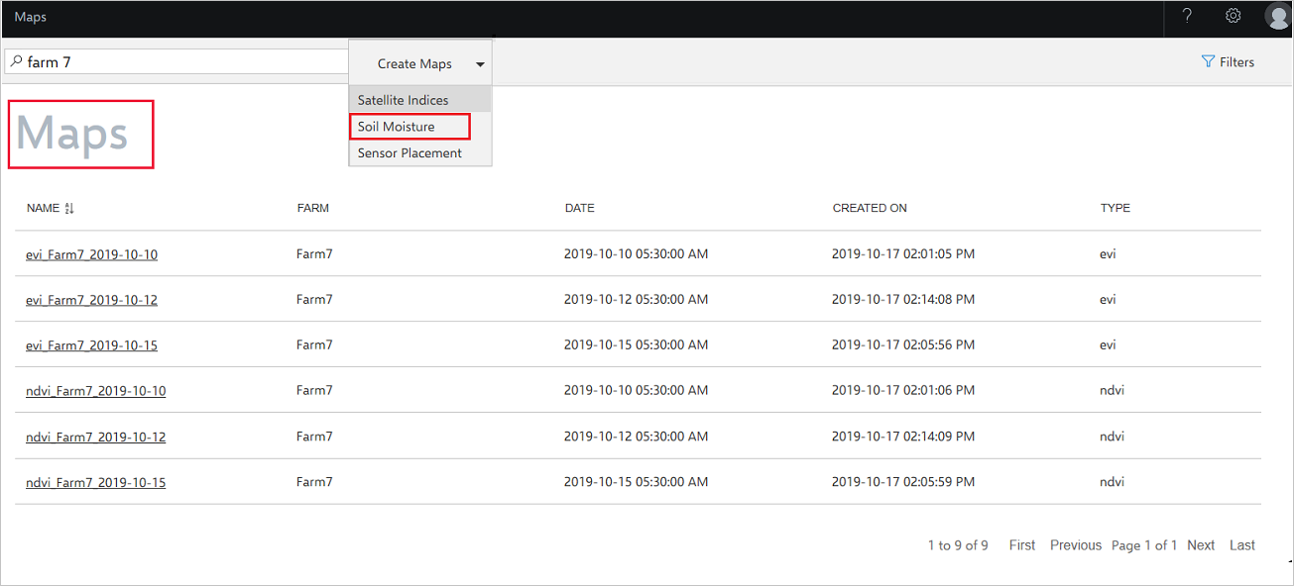 Maps
?
farm 7
Create Maps
Filters
Satellite Indices
Soil Moisture
Sensor Placement
Maps
NAME FARM DATE CREATED ON TYPE
evi_Farm7_2019-10-10 Farm7 2019-10-10 05:30:00 AM 2019-10-17 02:01:05 PM evi
evi_Farm7_2019-10-12 Farm7 2019-10-12 05:30:00 AM 2019-10-17 02:14:08 PM evi
evi_Farm7_2019-10-15 Farm7 2019-10-15 05:30:00 AM 2019-10-17 02:05:56 PM evi
ndvi_Farm7_2019-10-10 Farm7 2019-10-10 05:30:00 AM 2019-10-17 02:01:06 PM ndvi
ndvi_Farm7_2019-10-12 Farm7 2019-10-12 05:30:00 AM 2019-10-17 02:14:09 PM ndvi
ndvi_Farm7_2019-10-15 Farm7 2019-10-15 05:30:00 AM 2019-10-17 02:05:59 PM ndvi
1 to 9 of 9 First Previous Page 1 of 1 Next Last